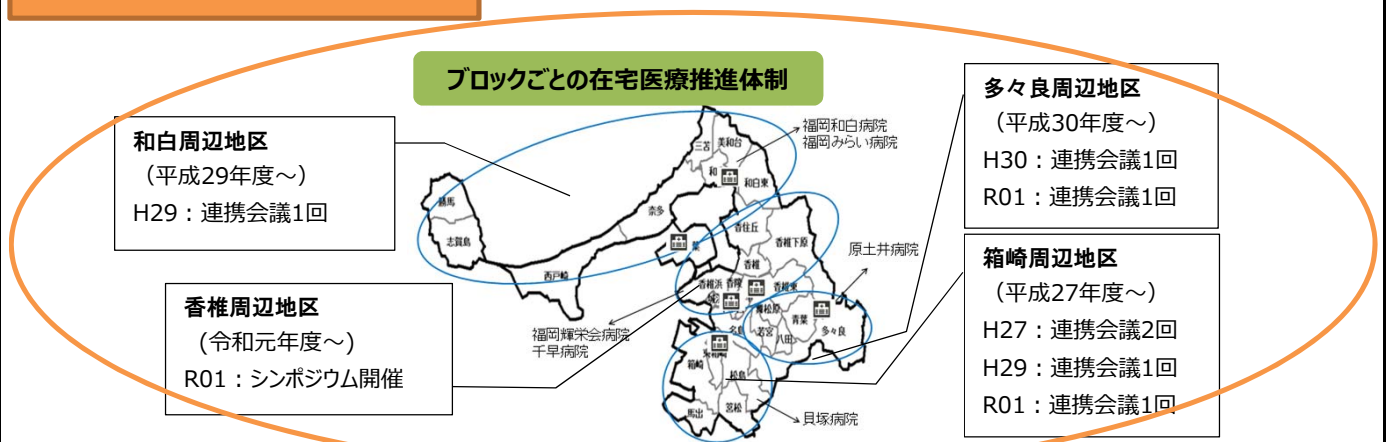 ブロックごとの在宅医療推進体制
和白周辺地区
（平成29年度～）
H29：連携会議1回
香椎周辺地区
(令和元年度～)
R01：シンポジウム開催
多々良周辺地区
（平成30年度～）
H30：連携会議1回
R01：連携会議1回
箱崎周辺地区
（平成27年度～）
H27：連携会議2回
H29：連携会議1回
R01：連携会議1回
福岡和白病院
福岡みらい病院
原土井病院
福岡輝栄会病院
千早病院
貝塚病院
三苫
美和台
和白東
奈多
勝馬
志賀島
西戸崎
香住丘
香椎下原
香椎
香椎浜
香陵
香椎東
舞松原
青葉
多々良
若宮
八田
名島
箱崎
松島
馬出
筥松